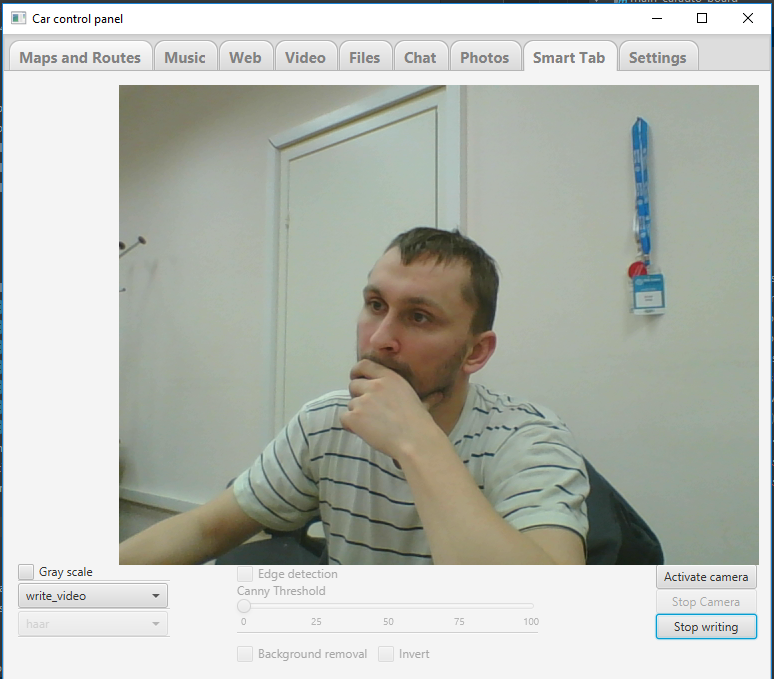 main_carauto_board
Car control panel
Maps and Routes Music Web Video Files Chat Photos Smart Tab Settings
Gray scale
write_video
haar
Edge detection
Canny Threshold
0 25 50 75 100
Background removal Invert
Activate camera
Stop Camera
Stop writing